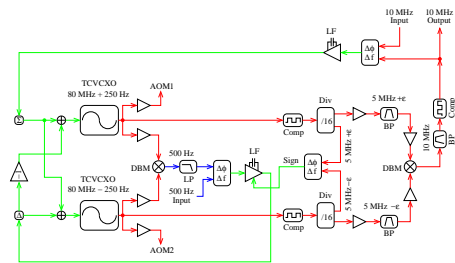 10 MHz
Input
10 MHz
Output
LF
Δϕ
Δf
TCVCXO
80 MHz + 250 Hz
AOM1
Σ
Comp
Div
/16
5 MHz +ε
BP
Comp
10 MHz
BP
DBM
500 Hz
LP
500 Hz
Input
Δϕ
Δf
LF
Sign
Δϕ
Δf
5 MHz +ε
5 MHz −ε
DBM
TCVCXO
80 MHz − 250 Hz
Δ
Comp
Div
/16
5 MHz −ε
BP
AOM2